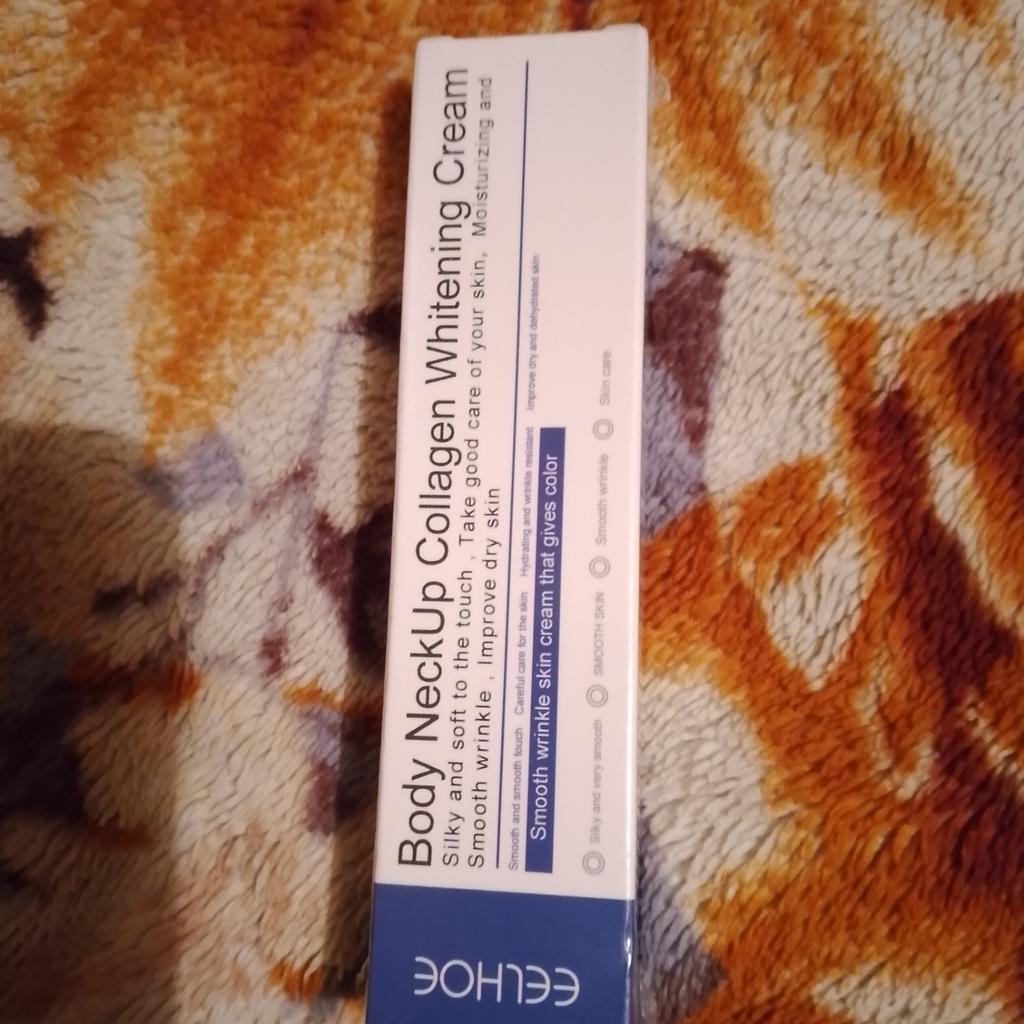 Body NeckUp Collagen Whitening Cream
Silky and soft to the touch , Take good care of your skin, Moisturizing and
Smooth wrinkle , Improve dry skin
Smooth and smooth touch Careful care for the skin Hydrating and wrinkle resistant Improve dry and dehydrated skin
Smooth wrinkle skin cream that gives color
Silky and very smooth SMOOTH SKIN Smooth wrinkle Skin care
EELHOE